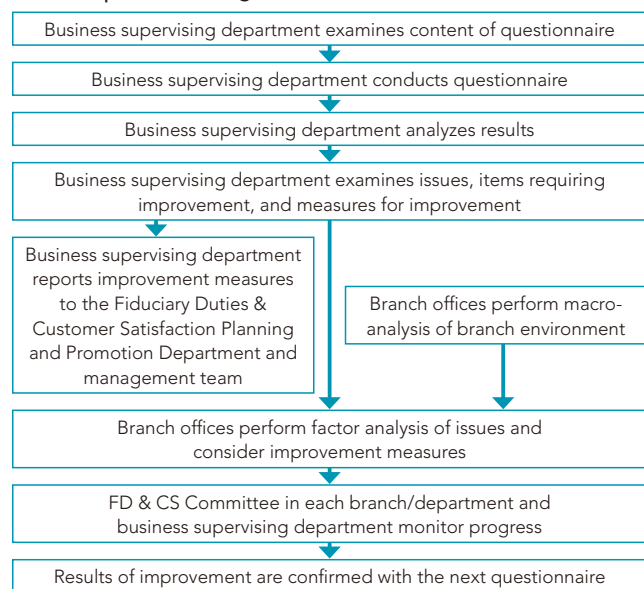 Business supervising department examines content of questionnaire
Business supervising department conducts questionnaire
Business supervising department analyzes results
Business supervising department examines issues, items requiring
improvement, and measures for improvement
Business supervising department
reports improvement measures
to the Fiduciary Duties &
Customer Satisfaction Planning
and Promotion Department and
management team
Branch offices perform macro-
analysis of branch environment
Branch offices perform factor analysis of issues and
consider improvement measures
FD & CS Committee in each branch/department and
business supervising department monitor progress
Results of improvement are confirmed with the next questionnaire